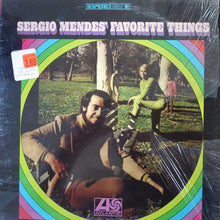 STEREO
SERGIO MENDES' FAVORITE THINGS
ATLANTIC